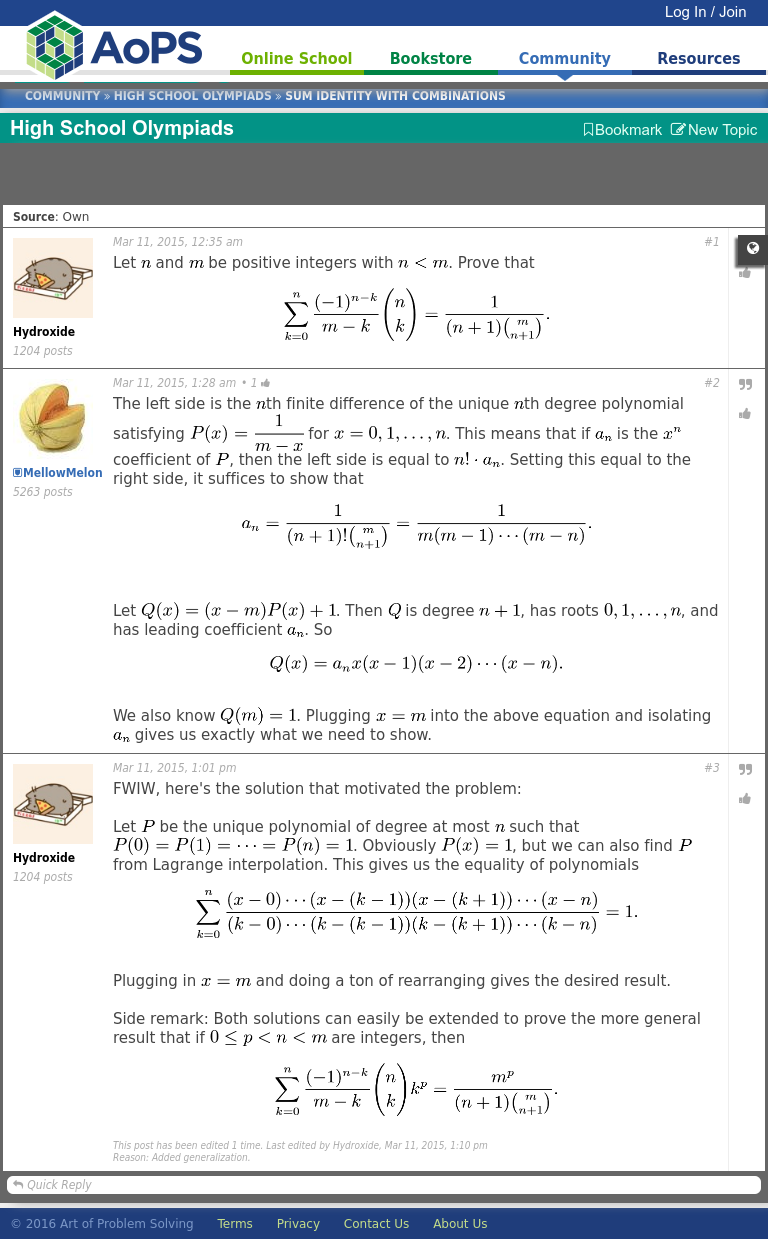 Log In / Join
AoPS
Online School Bookstore Community Resources
COMMUNITY » HIGH SCHOOL OLYMPIADS » SUM IDENTITY WITH COMBINATIONS
High School Olympiads Bookmark New Topic
Source: Own
Mar 11, 2015, 12:35 am #1
Let n and m be positive integers with n < m. Prove that
\sum_{k=0}^{n} \frac{(-1)^{n-k}}{m-k} \binom{n}{k} = \frac{1}{(n+1)\binom{m}{n+1}}.
Hydroxide
1204 posts
Mar 11, 2015, 1:28 am • 1 #2
The left side is the nth finite difference of the unique nth degree polynomial
satisfying P(x) = \frac{1}{m-x} for x = 0, 1, . . . , n. This means that if a_n is the x^n
coefficient of P, then the left side is equal to n! · a_n. Setting this equal to the
right side, it suffices to show that
MellowMelon
5263 posts
a_n = \frac{1}{(n+1)!\binom{m}{n+1}} = \frac{1}{m(m-1)···(m-n)}.
Let Q(x) = (x − m)P(x) + 1. Then Q is degree n + 1, has roots 0, 1, . . . , n, and
has leading coefficient a_n. So
Q(x) = a_n x(x − 1)(x − 2) ··· (x − n).
We also know Q(m) = 1. Plugging x = m into the above equation and isolating
a_n gives us exactly what we need to show.
Mar 11, 2015, 1:01 pm #3
FWIW, here's the solution that motivated the problem:
Let P be the unique polynomial of degree at most n such that
P(0) = P(1) = ··· = P(n) = 1. Obviously P(x) = 1, but we can also find P
from Lagrange interpolation. This gives us the equality of polynomials
Hydroxide
1204 posts
\sum_{k=0}^{n} \frac{(x-0)···(x-(k-1))(x-(k+1))···(x-n)}{(k-0)···(k-(k-1))(k-(k+1))···(k-n)} = 1.
Plugging in x = m and doing a ton of rearranging gives the desired result.
Side remark: Both solutions can easily be extended to prove the more general
result that if 0 ≤ p < n < m are integers, then
\sum_{k=0}^{n} \frac{(-1)^{n-k}}{m-k} \binom{n}{k} k^p = \frac{m^p}{(n+1)\binom{m}{n+1}}.
This post has been edited 1 time. Last edited by Hydroxide, Mar 11, 2015, 1:10 pm
Reason: Added generalization.
Quick Reply
© 2016 Art of Problem Solving Terms Privacy Contact Us About Us